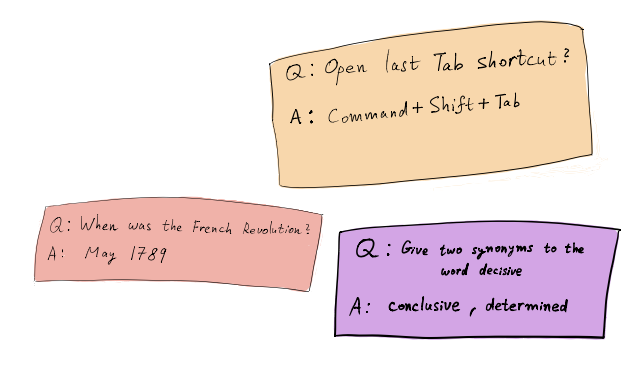 Q: Open last Tab shortcut?
A: Command + Shift + Tab
Q: When was the French Revolution?
A: May 1789
Q: Give two synonyms to the
word decisive
A: conclusive, determined